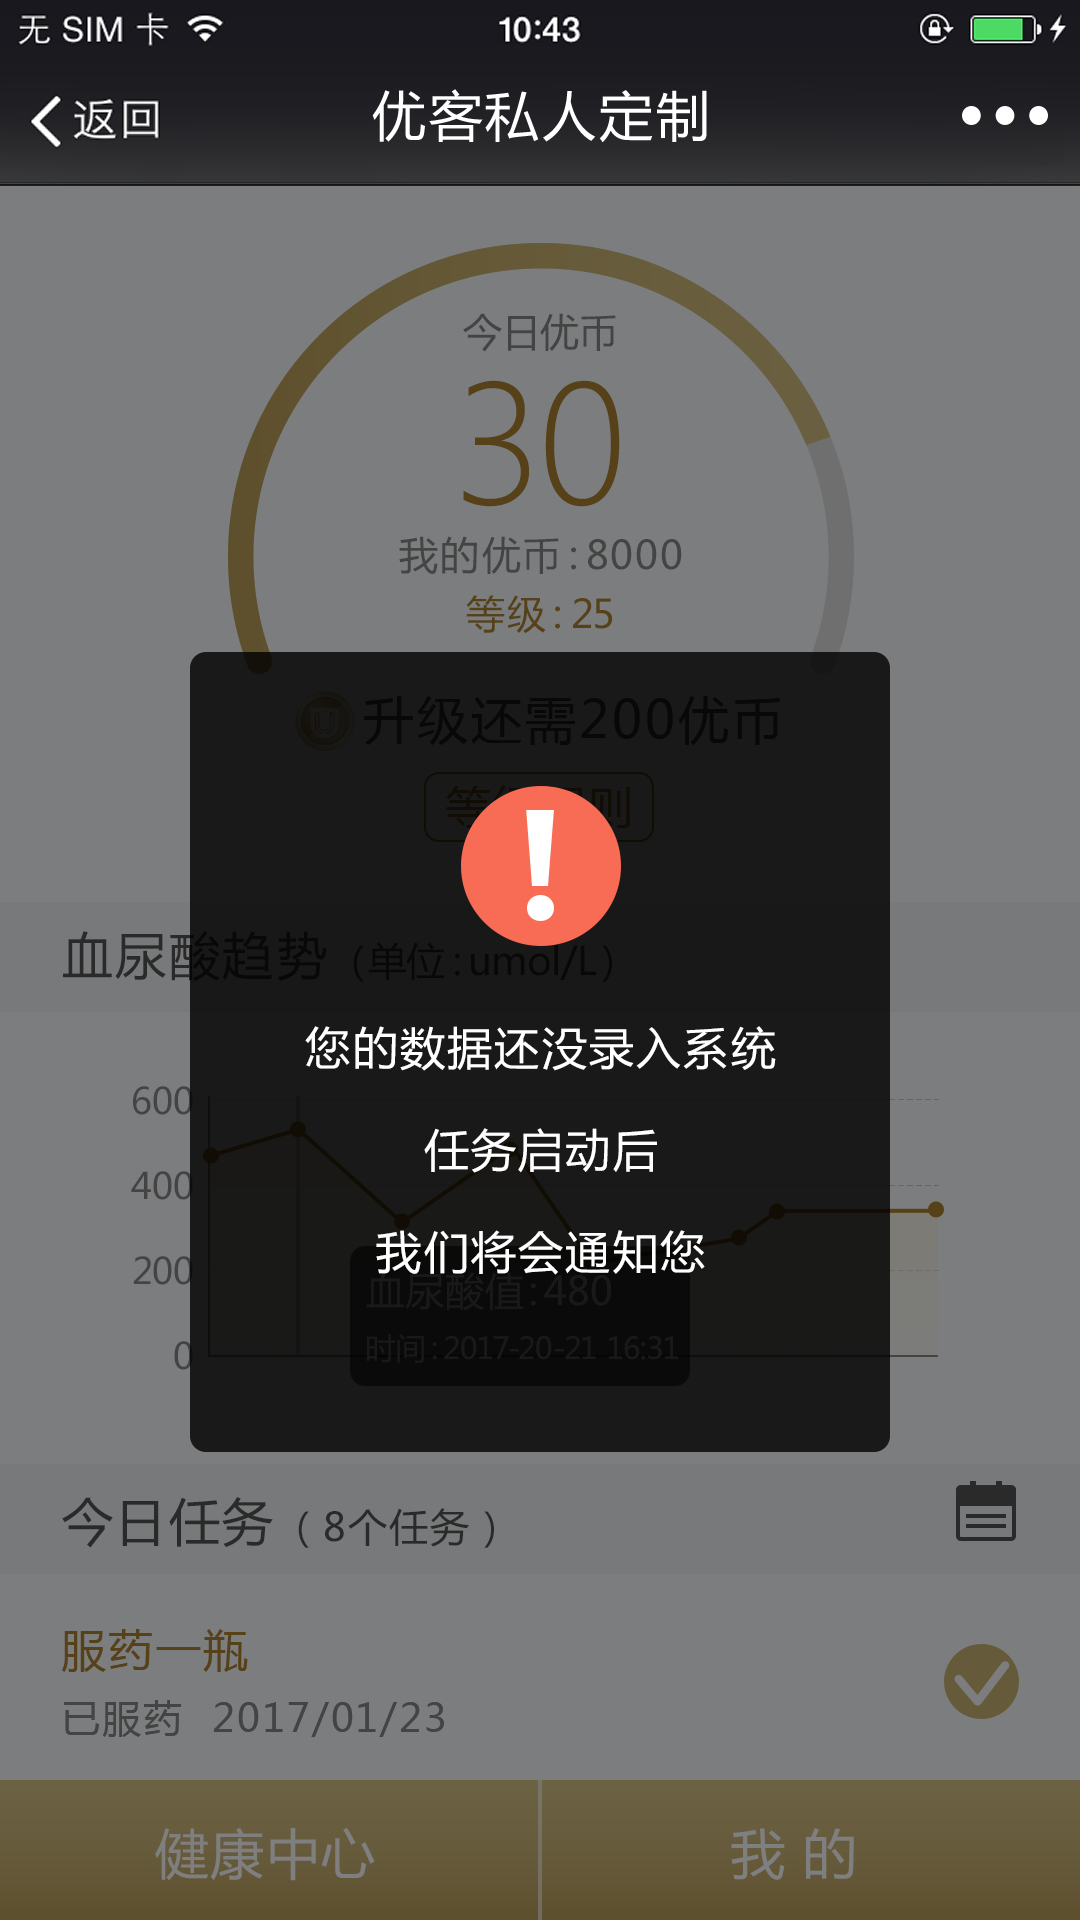 无 SIM 卡 10:43
返回 优客私人定制
今日优币
30
我的优币:8000
等级:25
升级还需200优币
血尿酸趋势（单位:umol/L）
您的数据还没录入系统
任务启动后
我们将会通知您
600
400
200
0
血尿酸值:480
时间:2017-20-21 16:31
今日任务（8个任务）
服药一瓶
已服药 2017/01/23
健康中心 我的